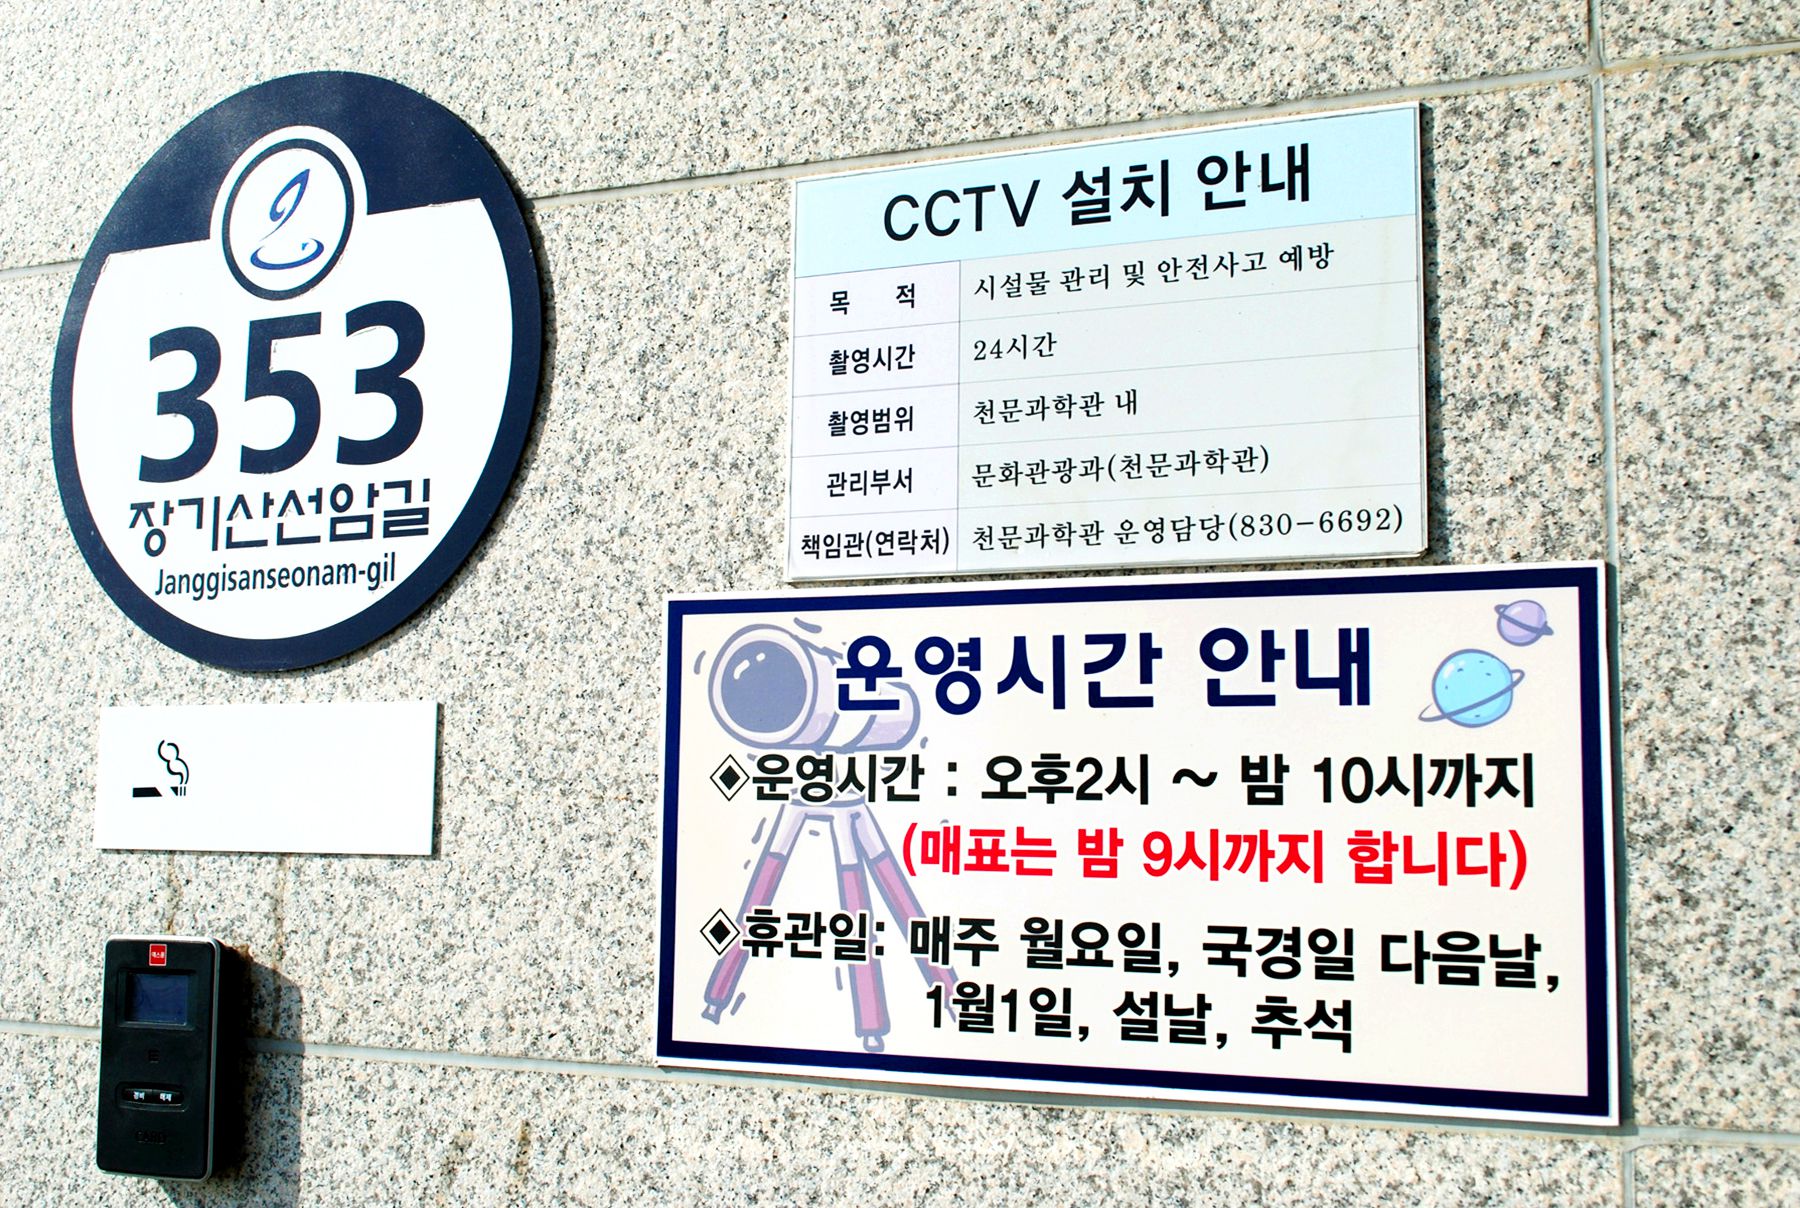 353
장기산선암길
Janggisanseonam-gil
CCTV 설치 안내
목 적 시설물 관리 및 안전사고 예방
촬영시간 24시간
촬영범위 천문과학관 내
관리부서 문화관광과(천문과학관)
책임관(연락처) 천문과학관 운영담당(830-6692)
운영시간 안내
◈운영시간 : 오후2시 ~ 밤 10시까지
(매표는 밤 9시까지 합니다)
◈휴관일: 매주 월요일, 국경일 다음날,
1월1일, 설날, 추석
경비 해제
CARD